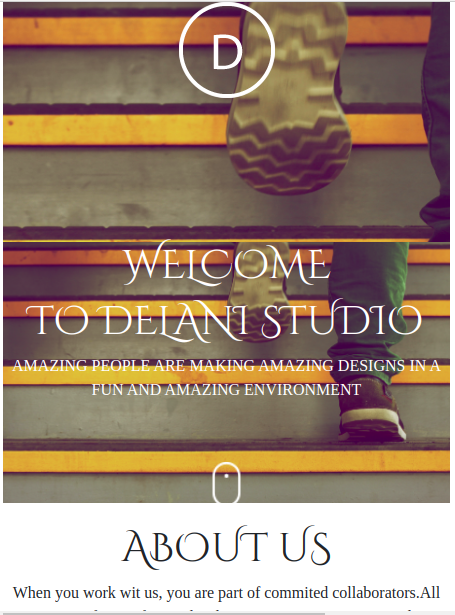 D
WELCOME
TO DELANI STUDIO
AMAZING PEOPLE ARE MAKING AMAZING DESIGNS IN A
FUN AND AMAZING ENVIRONMENT
ABOUT US
When you work wit us, you are part of commited collaborators.All